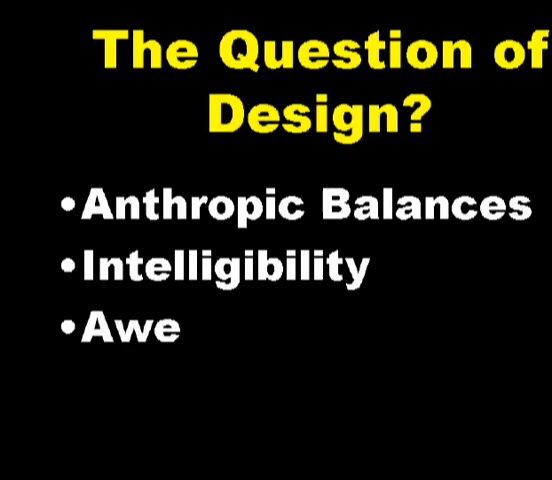 The Question of
Design?
•Anthropic Balances
•Intelligibility
•Awe